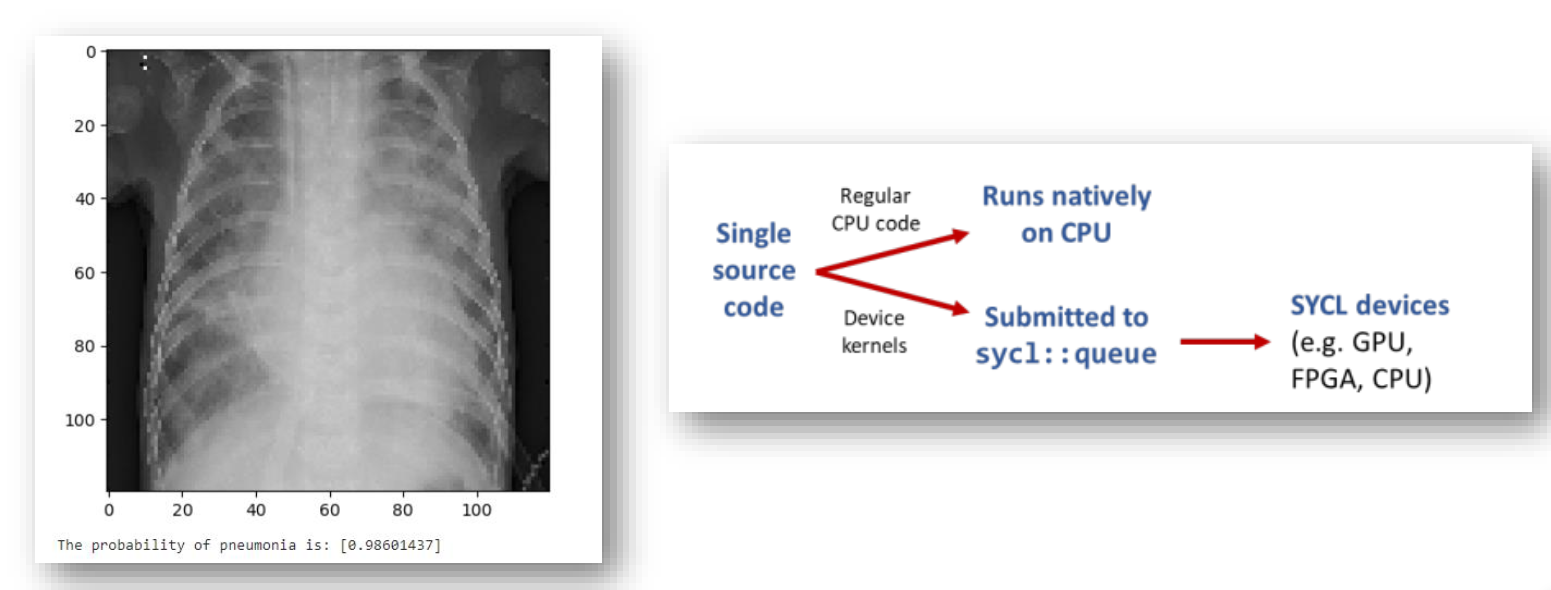 0
20
40
60
80
100
0 20 40 60 80 100
The probability of pneumonia is: [0.98601437]
Single
source
code
Regular
CPU code
Device
kernels
Runs natively
on CPU
Submitted to
sycl::queue
SYCL devices
(e.g. GPU,
FPGA, CPU)